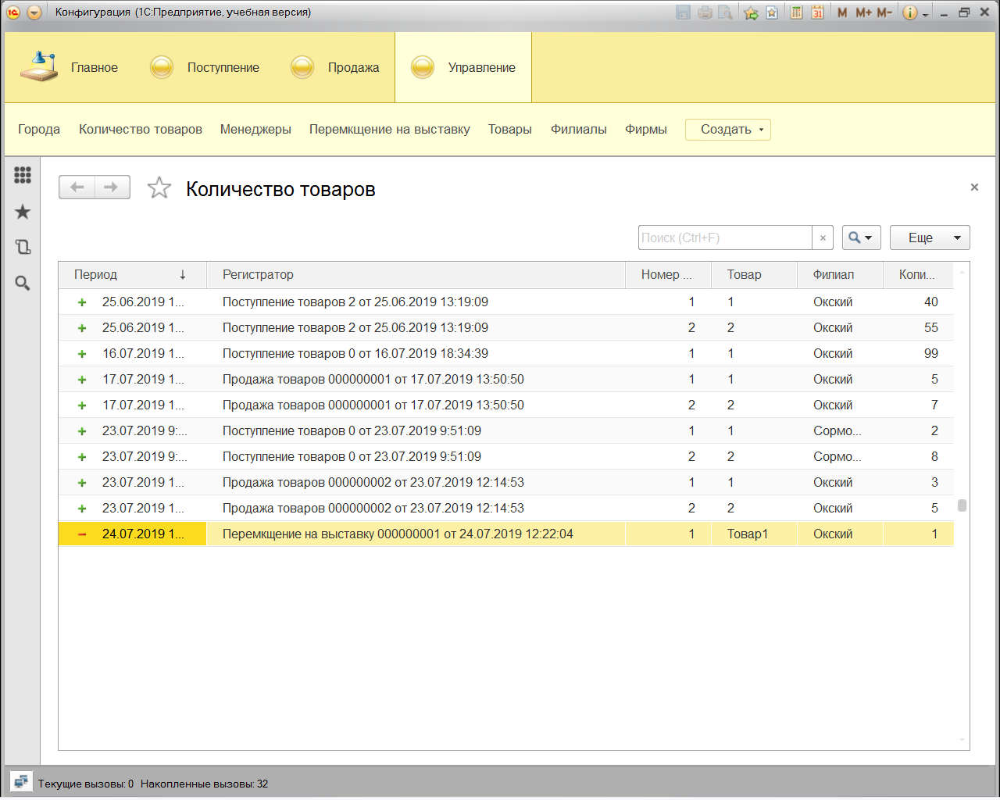 Конфигурация (1С:Предприятие, учебная версия)
M M+ M-
Главное Поступление Продажа Управление
Города Количество товаров Менеджеры Перемкщение на выставку Товары Филиалы Фирмы Создать
Количество товаров
Поиск (Ctrl+F) Еще
Период Регистратор Номер ... Товар Филиал Коли...
25.06.2019 1... Поступление товаров 2 от 25.06.2019 13:19:09 1 1 Окский 40
25.06.2019 1... Поступление товаров 2 от 25.06.2019 13:19:09 2 2 Окский 55
16.07.2019 1... Поступление товаров 0 от 16.07.2019 18:34:39 1 1 Окский 99
17.07.2019 1... Продажа товаров 000000001 от 17.07.2019 13:50:50 1 1 Окский 5
17.07.2019 1... Продажа товаров 000000001 от 17.07.2019 13:50:50 2 2 Окский 7
23.07.2019 9:... Поступление товаров 0 от 23.07.2019 9:51:09 1 1 Сормо... 2
23.07.2019 9:... Поступление товаров 0 от 23.07.2019 9:51:09 2 2 Сормо... 8
23.07.2019 1... Продажа товаров 000000002 от 23.07.2019 12:14:53 1 1 Окский 3
23.07.2019 1... Продажа товаров 000000002 от 23.07.2019 12:14:53 2 2 Окский 5
24.07.2019 1... Перемкщение на выставку 000000001 от 24.07.2019 12:22:04 1 Товар1 Окский 1
Текущие вызовы: 0 Накопленные вызовы: 32